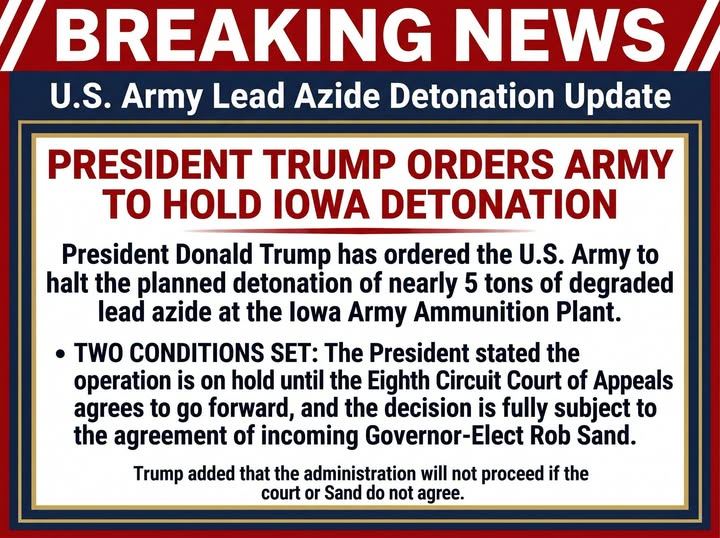 BREAKING NEWS
U.S. Army Lead Azide Detonation Update
PRESIDENT TRUMP ORDERS ARMY
TO HOLD IOWA DETONATION
President Donald Trump has ordered the U.S. Army to
halt the planned detonation of nearly 5 tons of degraded
lead azide at the Iowa Army Ammunition Plant.
• TWO CONDITIONS SET: The President stated the
operation is on hold until the Eighth Circuit Court of Appeals
agrees to go forward, and the decision is fully subject to
the agreement of incoming Governor-Elect Rob Sand.
Trump added that the administration will not proceed if the
court or Sand do not agree.